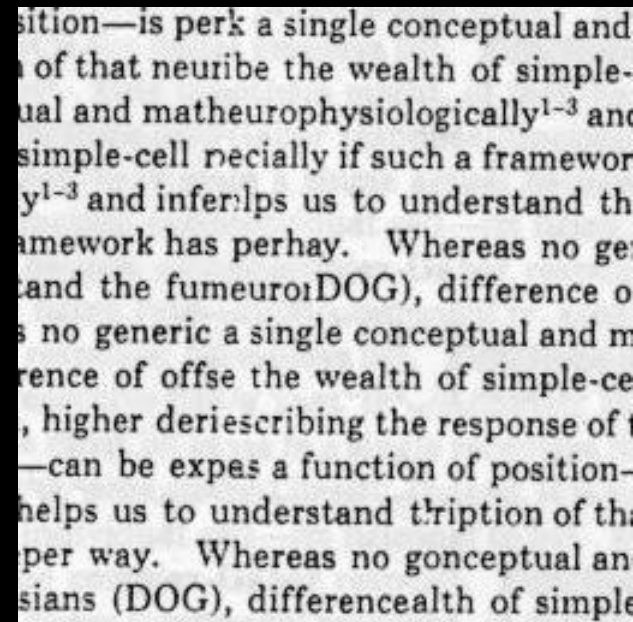 sition—is perk a single conceptual and
of that neuribe the wealth of simple-
ual and matheurophysiologically¹⁻³ and
simple-cell necially if such a framewor
y¹⁻³ and inferlps us to understand th
amework has perhay. Whereas no ge
and the fumeuroiDOG), difference o
s no generic a single conceptual and m
rence of offse the wealth of simple-ce
, higher deriescribing the response of t
—can be expes a function of position—
helps us to understand thription of tha
per way. Whereas no gonceptual an
sians (DOG), differencealth of simple